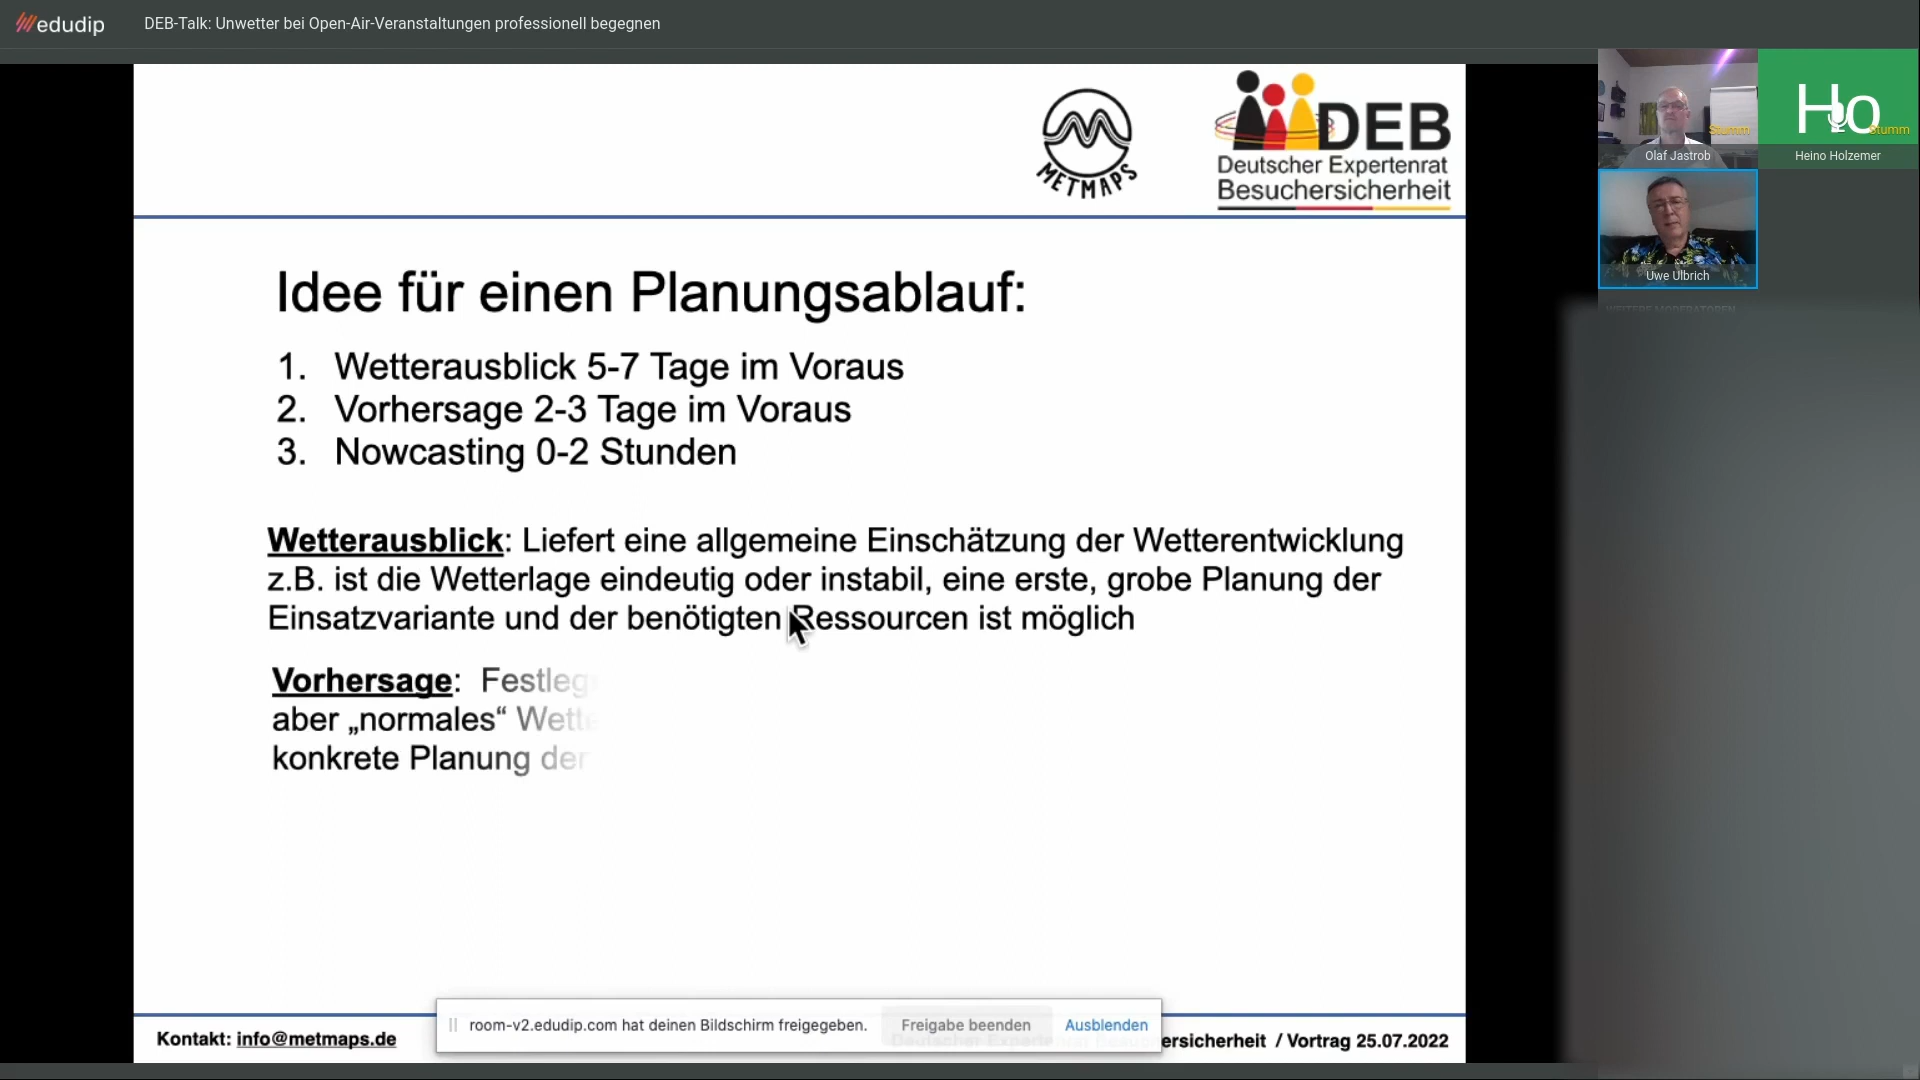 edudip
DEB-Talk: Unwetter bei Open-Air-Veranstaltungen professionell begegnen
METMAPS
DEB
Deutscher Expertenrat
Besuchersicherheit
Ho
Stumm
Stumm
Olaf Jastrob
Heino Holzemer
Uwe Ulbrich
WEITERE MODERATOREN
Idee für einen Planungsablauf:
1. Wetterausblick 5-7 Tage im Voraus
2. Vorhersage 2-3 Tage im Voraus
3. Nowcasting 0-2 Stunden
Wetterausblick: Liefert eine allgemeine Einschätzung der Wetterentwicklung
z.B. ist die Wetterlage eindeutig oder instabil, eine erste, grobe Planung der
Einsatzvariante und der benötigten Ressourcen ist möglich
Vorhersage: Festleg
aber „normales“ Wette
konkrete Planung der
room-v2.edudip.com hat deinen Bildschirm freigegeben. Freigabe beenden Ausblenden
Kontakt: info@metmaps.de
ersicherheit / Vortrag 25.07.2022